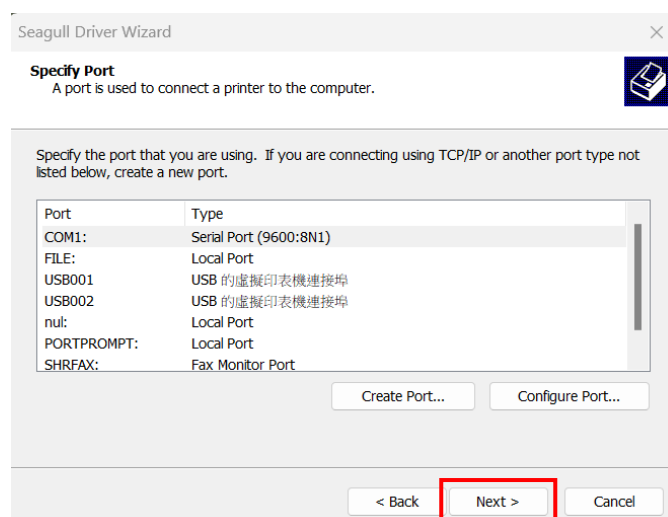 Seagull Driver Wizard
Specify Port
A port is used to connect a printer to the computer.
Specify the port that you are using. If you are connecting using TCP/IP or another port type not
listed below, create a new port.
Port Type
COM1: Serial Port (9600:8N1)
FILE: Local Port
USB001 USB 的虛擬印表機連接埠
USB002 USB 的虛擬印表機連接埠
nul: Local Port
PORTPROMPT: Local Port
SHRFAX: Fax Monitor Port
Create Port... Configure Port...
< Back Next > Cancel